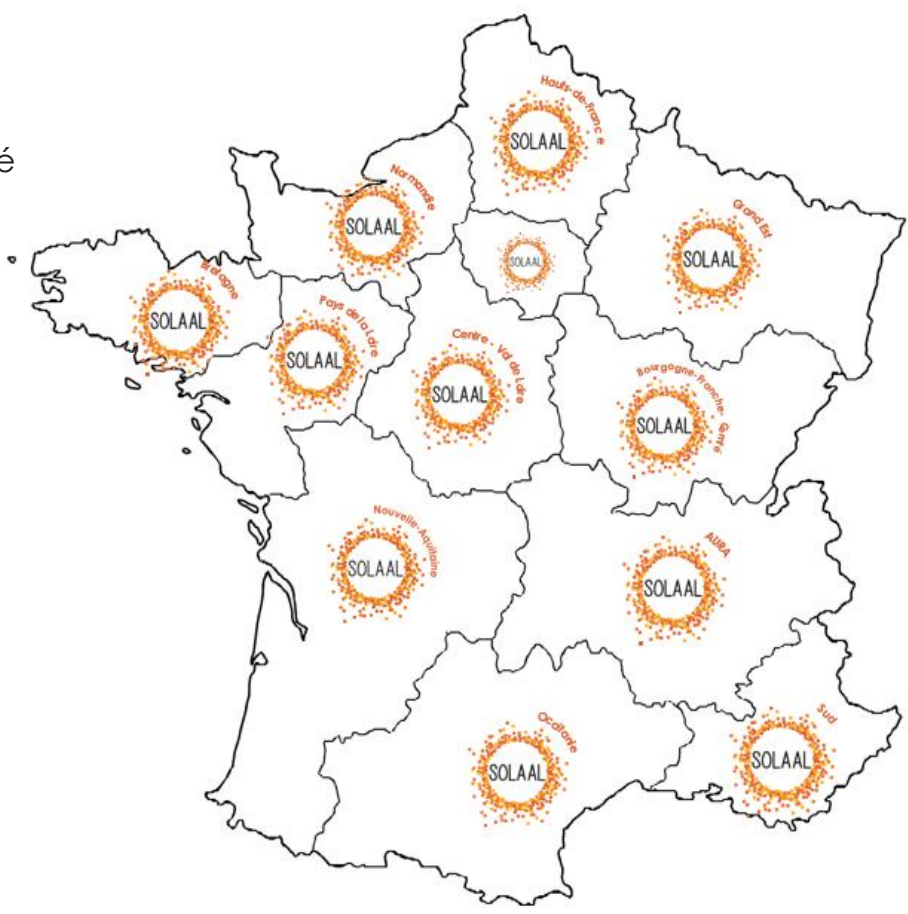 Hauts-de-France
SOLAAL
é
Normandie
SOLAAL
Grand Est
SOLAAL
SOLAAL
Bretagne
SOLAAL
Pays de la Loire
SOLAAL
Centre - Val de Loire
SOLAAL
Bourgogne-Franche-Comté
SOLAAL
Nouvelle-Aquitaine
SOLAAL
AURA
SOLAAL
Sud
SOLAAL
Occitanie
SOLAAL